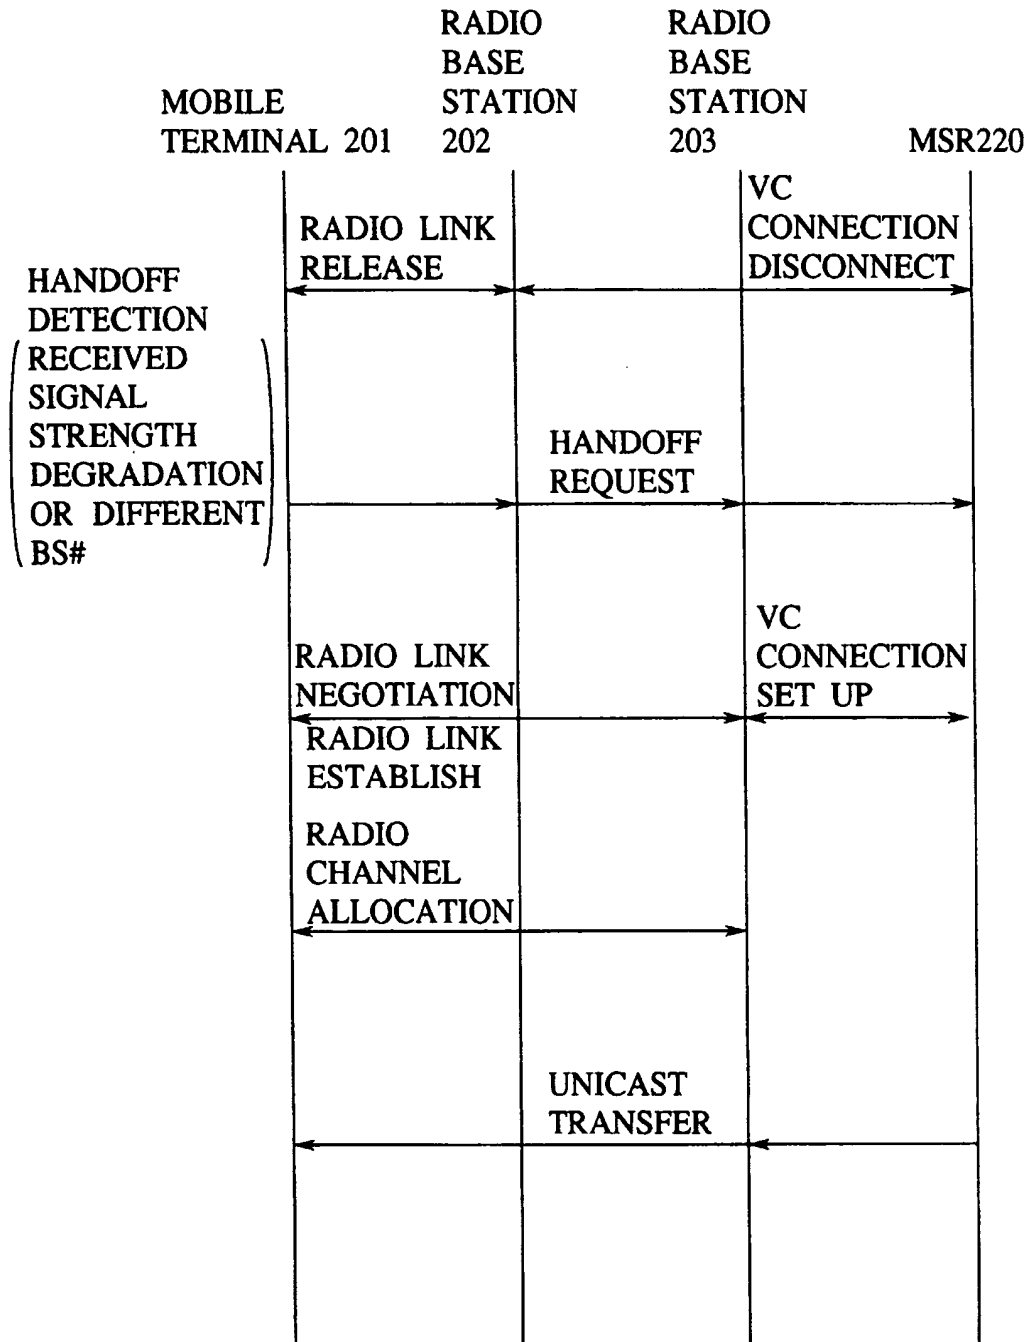 RADIO
BASE
STATION
202
RADIO
BASE
STATION
203
MOBILE
TERMINAL 201
MSR220
VC
CONNECTION
DISCONNECT
RADIO LINK
RELEASE
HANDOFF
DETECTION
RECEIVED
SIGNAL
STRENGTH
DEGRADATION
OR DIFFERENT
BS#
HANDOFF
REQUEST
VC
CONNECTION
SET UP
RADIO LINK
NEGOTIATION
RADIO LINK
ESTABLISH
RADIO
CHANNEL
ALLOCATION
UNICAST
TRANSFER